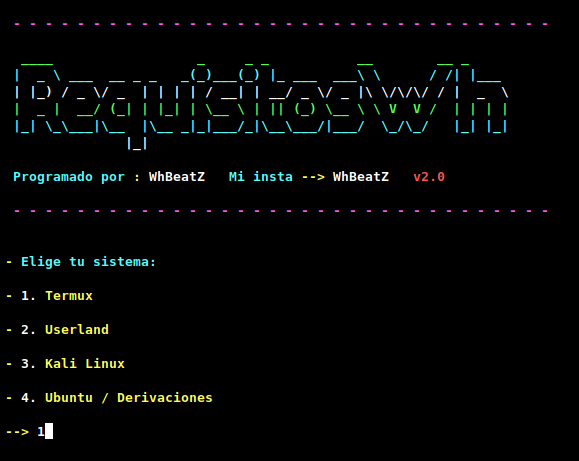 Programado por : WhBeatZ Mi insta --> WhBeatZ v2.0
- Elige tu sistema:
- 1. Termux
- 2. Userland
- 3. Kali Linux
- 4. Ubuntu / Derivaciones
--> 1